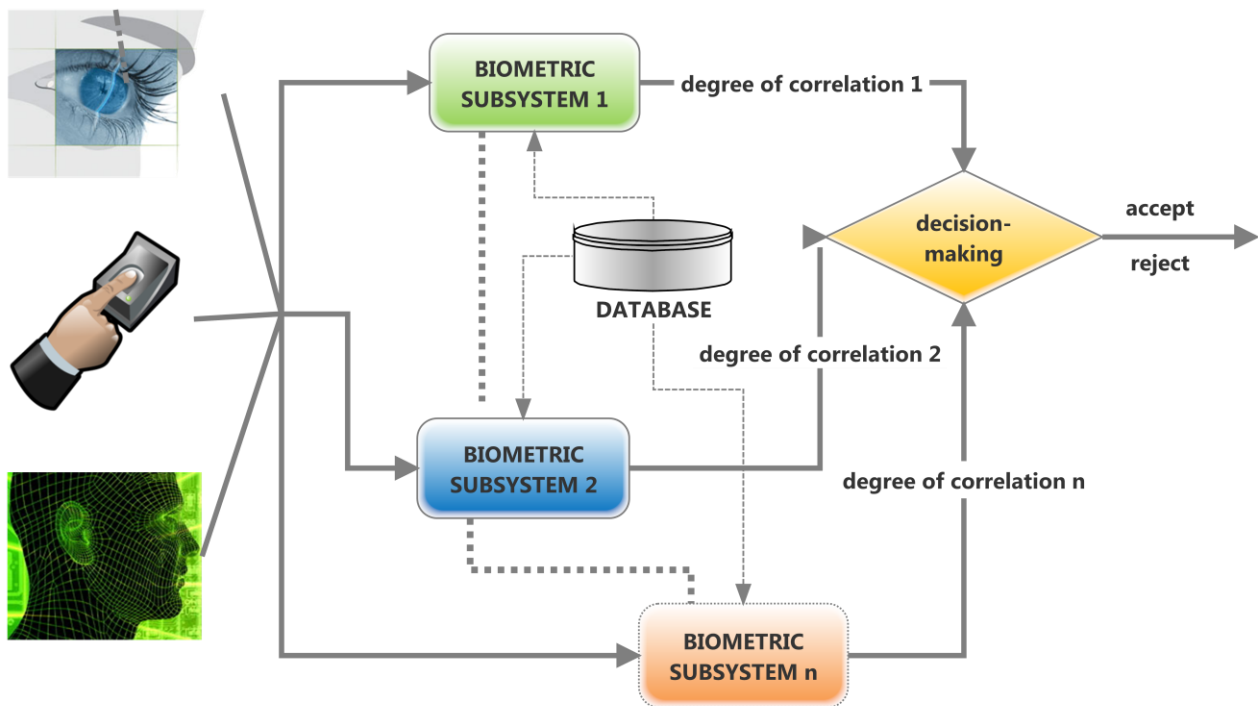 BIOMETRIC
SUBSYSTEM 1
degree of correlation 1
decision-
making
accept
reject
DATABASE
degree of correlation 2
BIOMETRIC
SUBSYSTEM 2
degree of correlation n
BIOMETRIC
SUBSYSTEM n